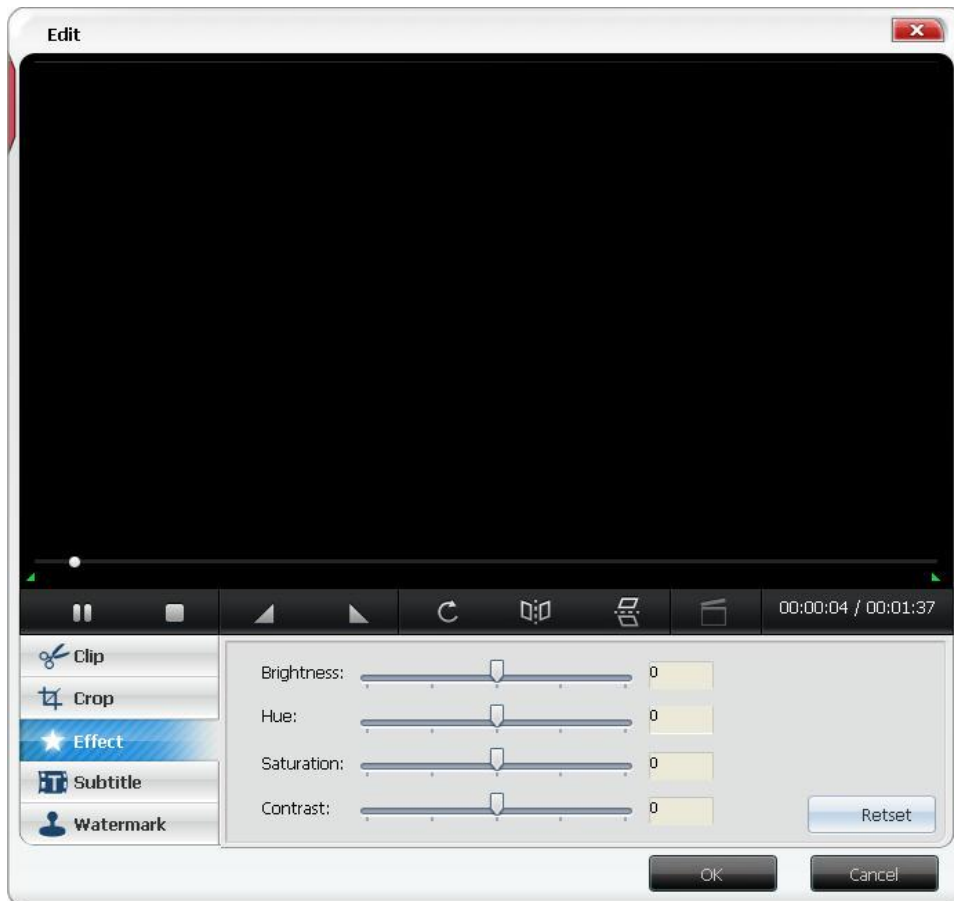 Edit
00:00:04 / 00:01:37
Clip
Crop
Effect
Subtitle
Watermark
Brightness: 0
Hue: 0
Saturation: 0
Contrast: 0
Retset
OK
Cancel